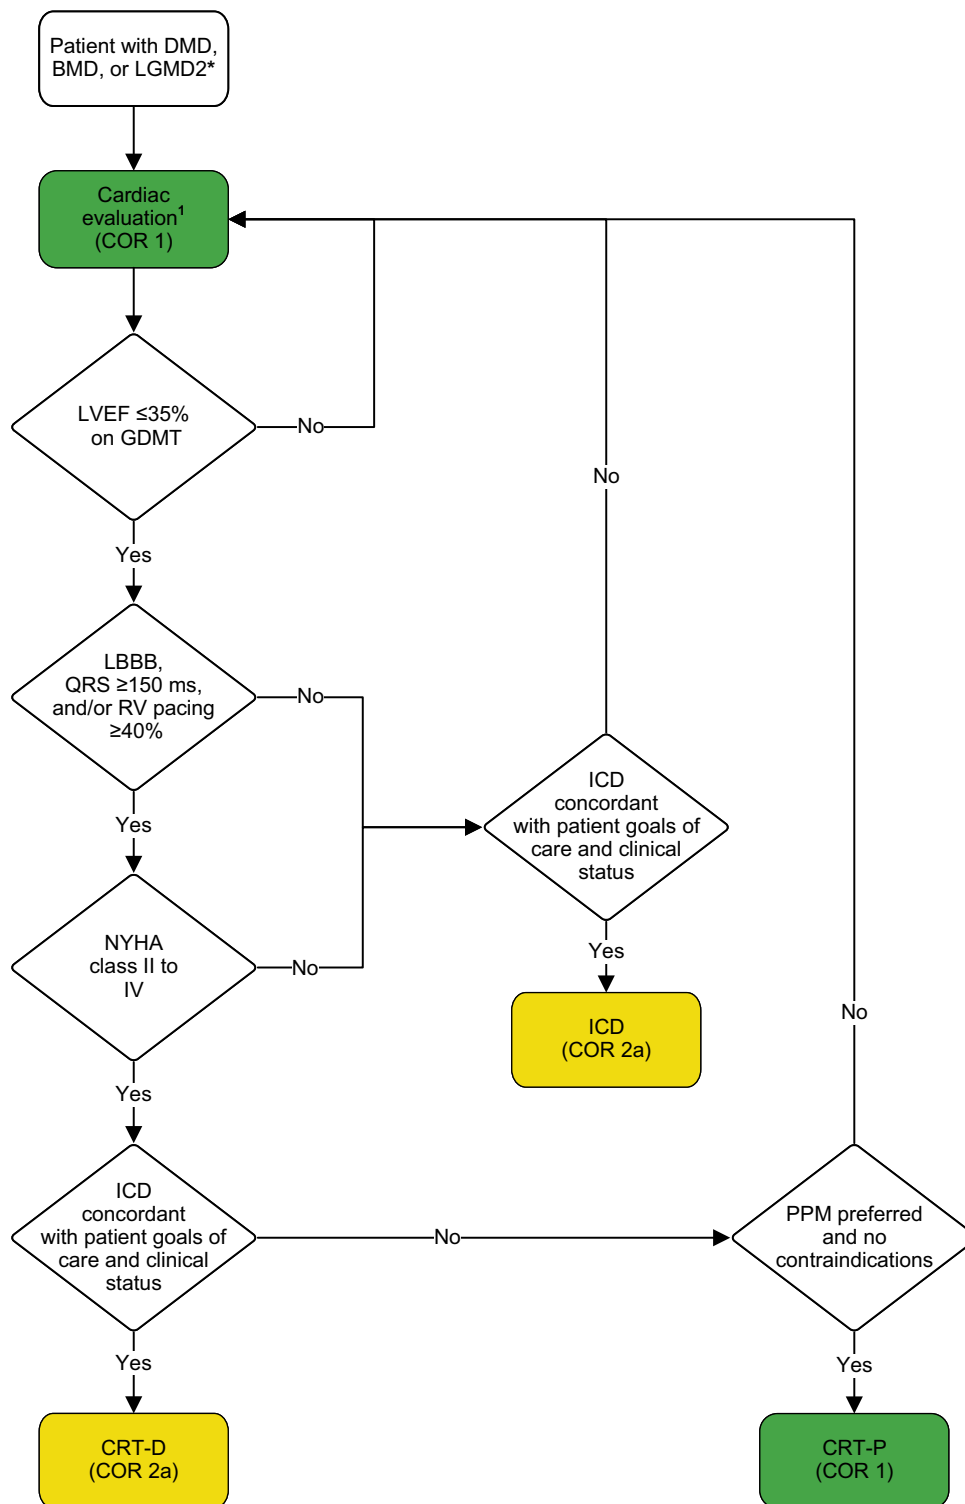 Patient with DMD,
BMD, or LGMD2*
Cardiac
evaluation¹
(COR 1)
LVEF ≤35%
on GDMT
No
Yes
No
LBBB,
QRS ≥150 ms,
and/or RV pacing
≥40%
No
Yes
ICD
concordant
with patient goals of
care and clinical
status
NYHA
class II to
IV
No
Yes
ICD
(COR 2a)
No
Yes
ICD
concordant
with patient goals of
care and clinical
status
No
PPM preferred
and no
contraindications
Yes
Yes
CRT-D
(COR 2a)
CRT-P
(COR 1)